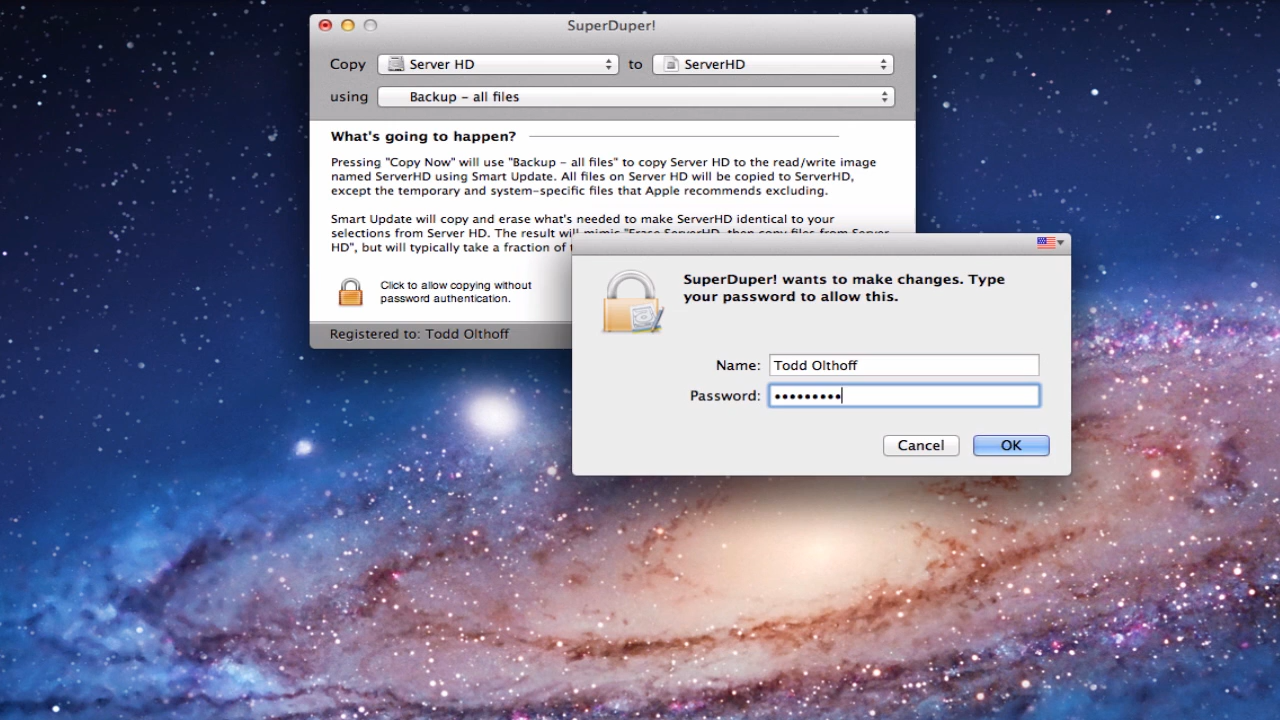 SuperDuper!
Copy Server HD to ServerHD
using Backup - all files
What's going to happen?
Pressing "Copy Now" will use "Backup - all files" to copy Server HD to the read/write image
named ServerHD using Smart Update. All files on Server HD will be copied to ServerHD,
except the temporary and system-specific files that Apple recommends excluding.
Smart Update will copy and erase what's needed to make ServerHD identical to your
selections from Server HD. The result will mimic "Erase ServerHD, then copy files from Server
HD", but will typically take a fraction of
Click to allow copying without
password authentication.
Registered to: Todd Olthoff
SuperDuper! wants to make changes. Type
your password to allow this.
Name: Todd Olthoff
Password: •••••••••
Cancel OK